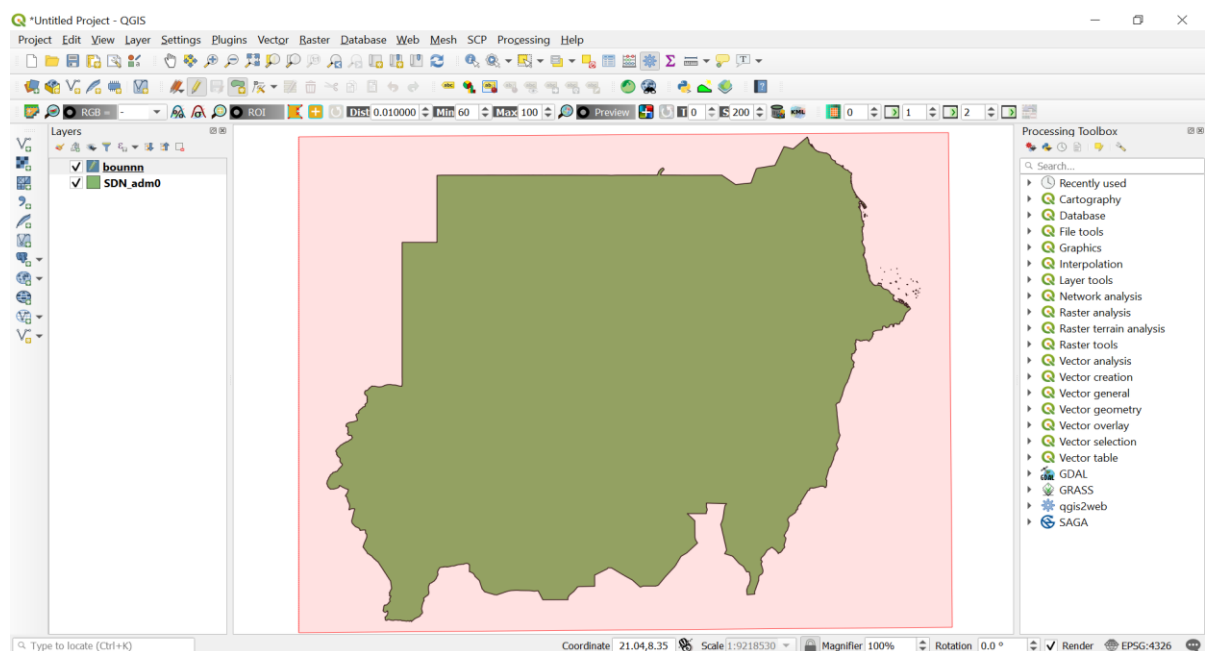 *Untitled Project - QGIS
Project Edit View Layer Settings Plugins Vector Raster Database Web Mesh SCP Processing Help
RGB = - ROI Dist 0.010000 Min 60 Max 100 Preview T 0 S 200 0 1 2
Layers
bounnn
SDN_adm0
Processing Toolbox
Search...
Recently used
Cartography
Database
File tools
Graphics
Interpolation
Layer tools
Network analysis
Raster analysis
Raster terrain analysis
Raster tools
Vector analysis
Vector creation
Vector general
Vector geometry
Vector overlay
Vector selection
Vector table
GDAL
GRASS
qgis2web
SAGA
Type to locate (Ctrl+K) Coordinate 21.04,8.35 Scale 1:9218530 Magnifier 100% Rotation 0.0 ° Render EPSG:4326